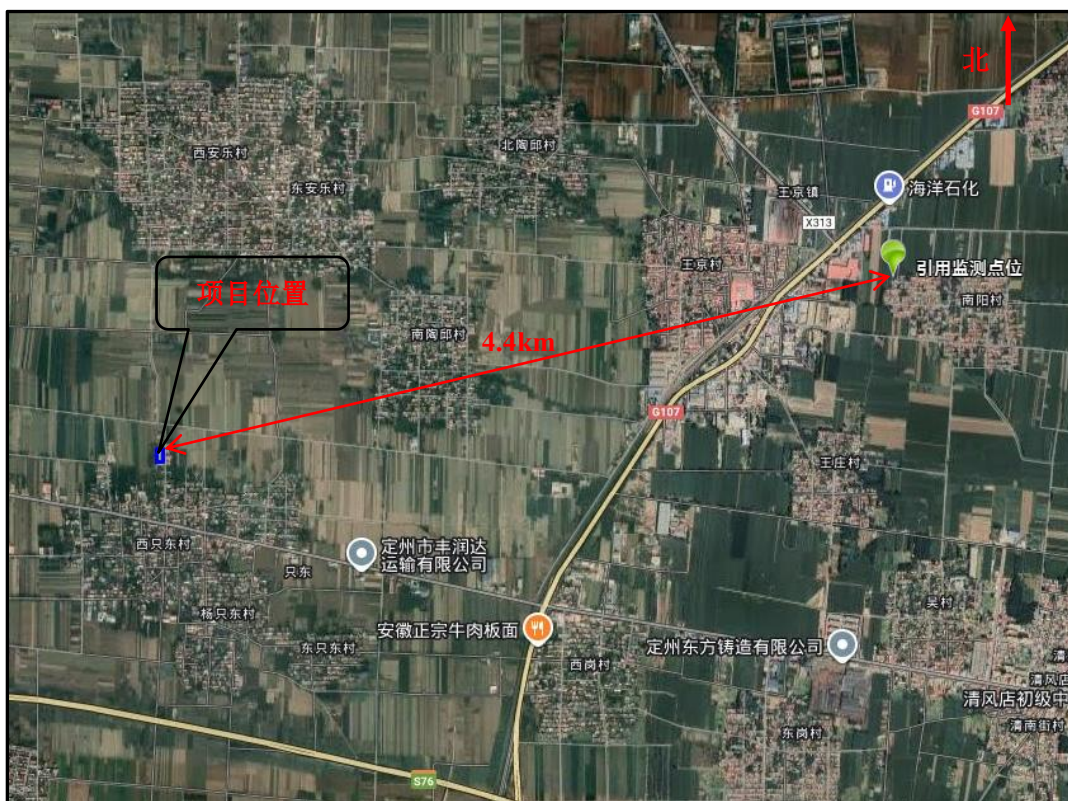 北
G107
西安乐村
北陶邱村
东安乐村
王京镇
海洋石化
X313
王京村
引用监测点位
项目位置
南阳村
南陶邱村
4.4km
G107
王庄村
1
西只东村
定州市丰润达
运输有限公司
只东
吴村
杨只东村
安徽正宗牛肉板面
东只东村
定州东方铸造有限公司
西岗村
清
清风店
清风店初级中
东岗村
清南街村
S76